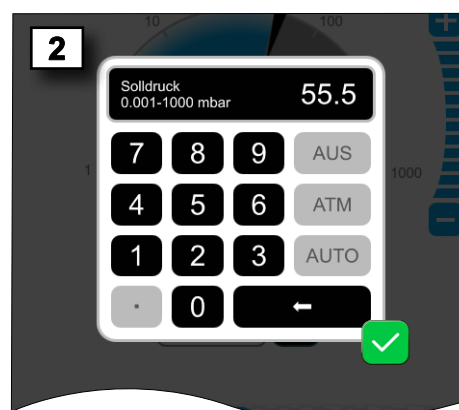 2
10
100
Solldruck
0.001-1000 mbar
55.5
7 8 9 AUS
1
1000
4 5 6 ATM
1 2 3 AUTO
. 0 ←